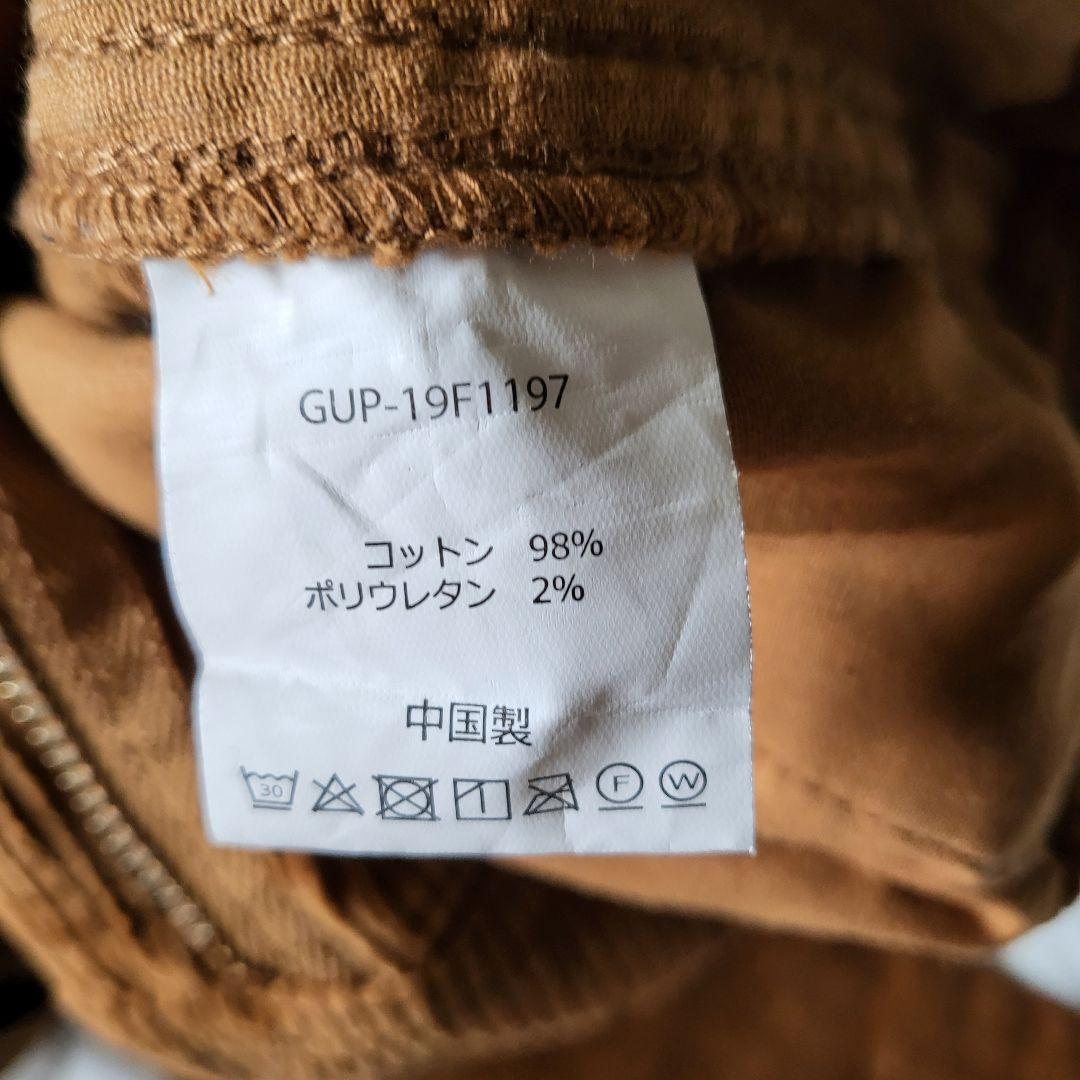 GUP-19F1197
コットン 98%
ポリウレタン 2%
中国製
30 F W